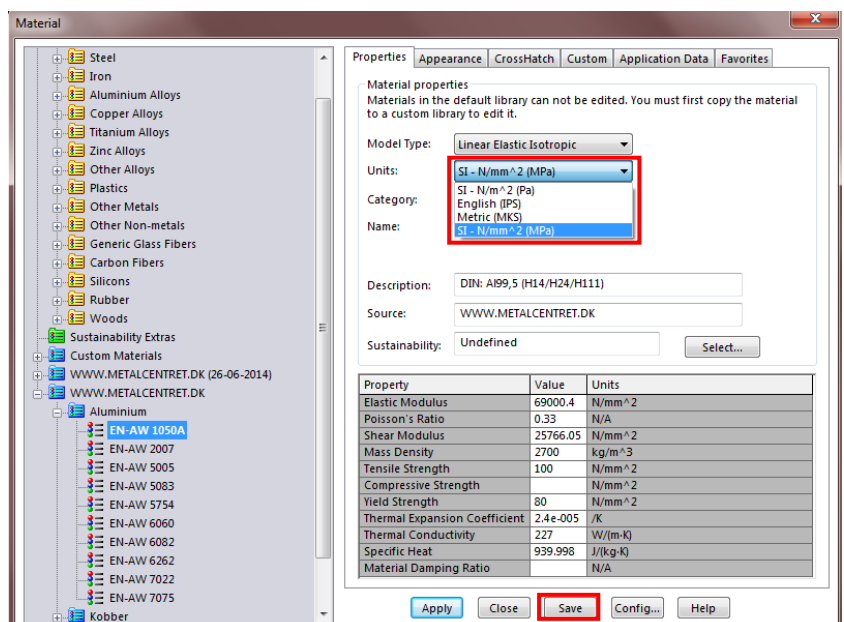 Material
Steel
Iron
Aluminium Alloys
Copper Alloys
Titanium Alloys
Zinc Alloys
Other Alloys
Plastics
Other Metals
Other Non-metals
Generic Glass Fibers
Carbon Fibers
Silicons
Rubber
Woods
Sustainability Extras
Custom Materials
WWW.METALCENTRET.DK (26-06-2014)
WWW.METALCENTRET.DK
Aluminium
EN-AW 1050A
EN-AW 2007
EN-AW 5005
EN-AW 5083
EN-AW 5754
EN-AW 6060
EN-AW 6082
EN-AW 6262
EN-AW 7022
EN-AW 7075
Kobber
Properties Appearance CrossHatch Custom Application Data Favorites
Material properties
Materials in the default library can not be edited. You must first copy the material
to a custom library to edit it.
Model Type: Linear Elastic Isotropic
Units: SI - N/mm^2 (MPa)
SI - N/m^2 (Pa)
Category: English (IPS)
Metric (MKS)
Name: SI - N/mm^2 (MPa)
Description: DIN: Al99,5 (H14/H24/H111)
Source: WWW.METALCENTRET.DK
Sustainability: Undefined Select...
Property Value Units
Elastic Modulus 69000.4 N/mm^2
Poisson's Ratio 0.33 N/A
Shear Modulus 25766.05 N/mm^2
Mass Density 2700 kg/m^3
Tensile Strength 100 N/mm^2
Compressive Strength N/mm^2
Yield Strength 80 N/mm^2
Thermal Expansion Coefficient 2.4e-005 /K
Thermal Conductivity 227 W/(m·K)
Specific Heat 939.998 J/(kg·K)
Material Damping Ratio N/A
Apply Close Save Config... Help